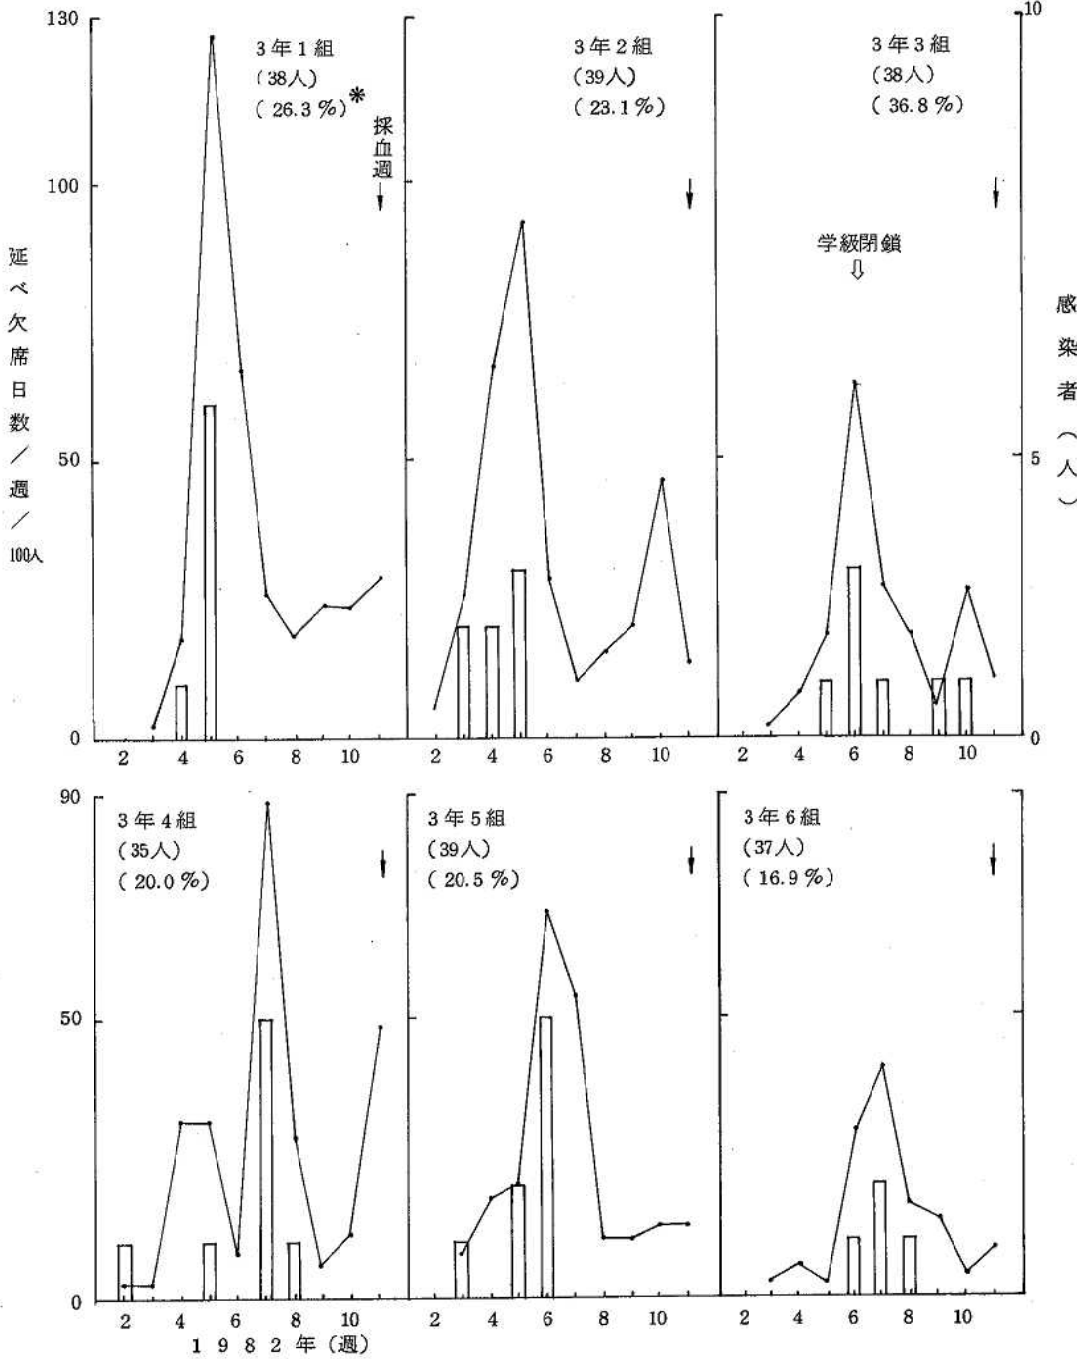 130
100
50
0
延べ欠席日数/週/100人
3年1組
(38人)
(26.3%)*
採血週
3年2組
(39人)
(23.1%)
3年3組
(38人)
(36.8%)
学級閉鎖
10
5
0
感染者(人)
2 4 6 8 10
2 4 6 8 10
2 4 6 8 10
90
50
0
3年4組
(35人)
(20.0%)
3年5組
(39人)
(20.5%)
3年6組
(37人)
(16.9%)
2 4 6 8 10
2 4 6 8 10
2 4 6 8 10
1982年(週)